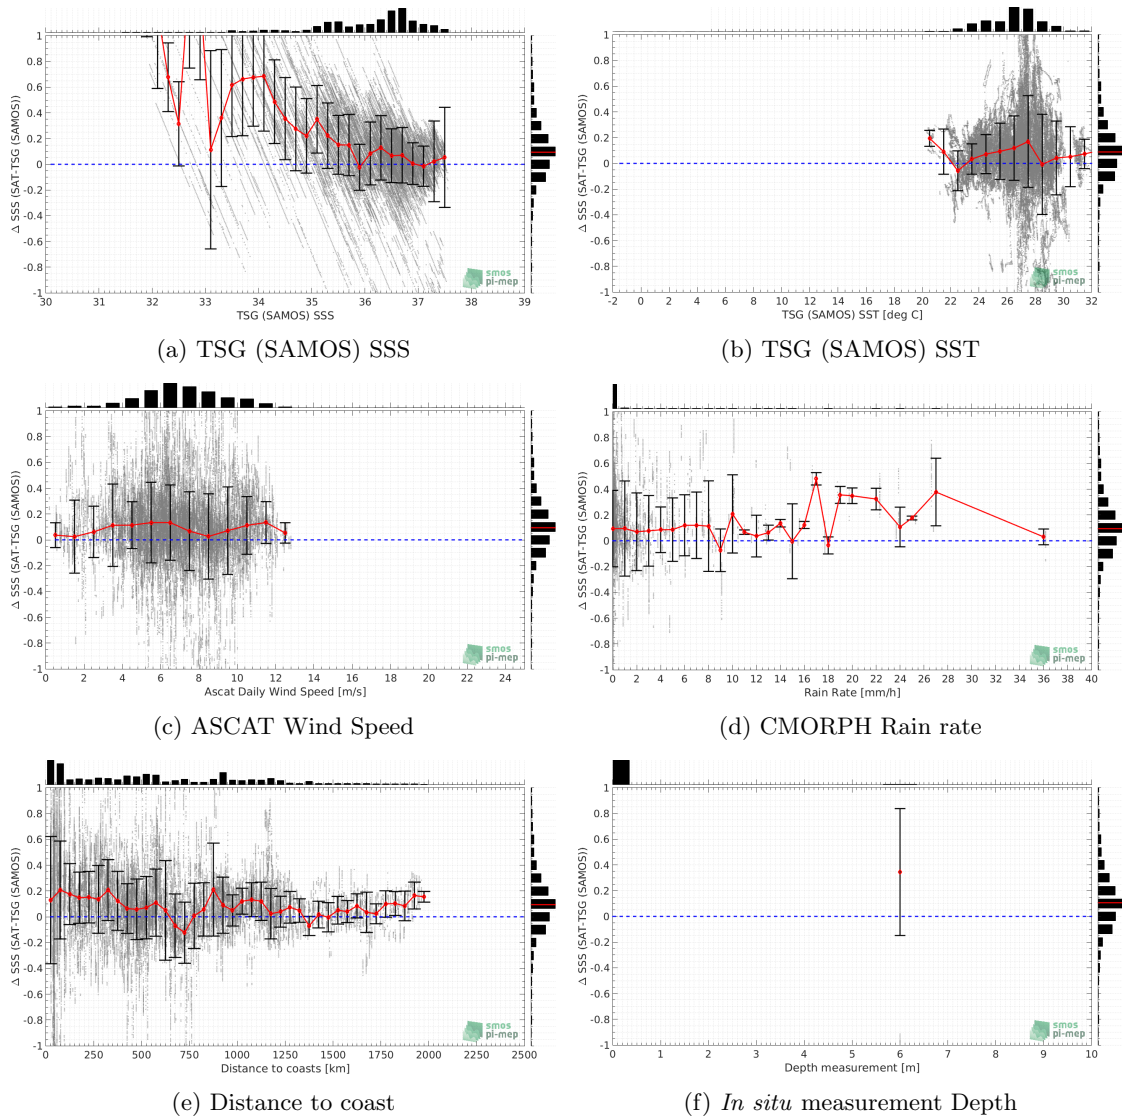 1
0.8
0.6
0.4
0.2
0
-0.2
-0.4
-0.6
-0.8
-1
Δ SSS (SAT-TSG (SAMOS))
30 31 32 33 34 35 36 37 38 39
TSG (SAMOS) SSS
smos
pi-mep
(a) TSG (SAMOS) SSS
1
0.8
0.6
0.4
0.2
0
-0.2
-0.4
-0.6
-0.8
-1
Δ SSS (SAT-TSG (SAMOS))
-2 0 2 4 6 8 10 12 14 16 18 20 22 24 26 28 30 32
TSG (SAMOS) SST [deg C]
smos
pi-mep
(b) TSG (SAMOS) SST
1
0.8
0.6
0.4
0.2
0
-0.2
-0.4
-0.6
-0.8
-1
Δ SSS (SAT-TSG (SAMOS))
0 2 4 6 8 10 12 14 16 18 20 22 24
Ascat Daily Wind Speed [m/s]
smos
pi-mep
(c) ASCAT Wind Speed
1
0.8
0.6
0.4
0.2
0
-0.2
-0.4
-0.6
-0.8
-1
Δ SSS (SAT-TSG (SAMOS))
0 2 4 6 8 10 12 14 16 18 20 22 24 26 28 30 32 34 36 38 40
Rain Rate [mm/h]
smos
pi-mep
(d) CMORPH Rain rate
1
0.8
0.6
0.4
0.2
0
-0.2
-0.4
-0.6
-0.8
-1
Δ SSS (SAT-TSG (SAMOS))
0 250 500 750 1000 1250 1500 1750 2000 2250 2500
Distance to coasts [km]
smos
pi-mep
(e) Distance to coast
1
0.8
0.6
0.4
0.2
0
-0.2
-0.4
-0.6
-0.8
-1
Δ SSS (SAT-TSG (SAMOS))
0 1 2 3 4 5 6 7 8 9 10
Depth measurement [m]
smos
pi-mep
(f) In situ measurement Depth